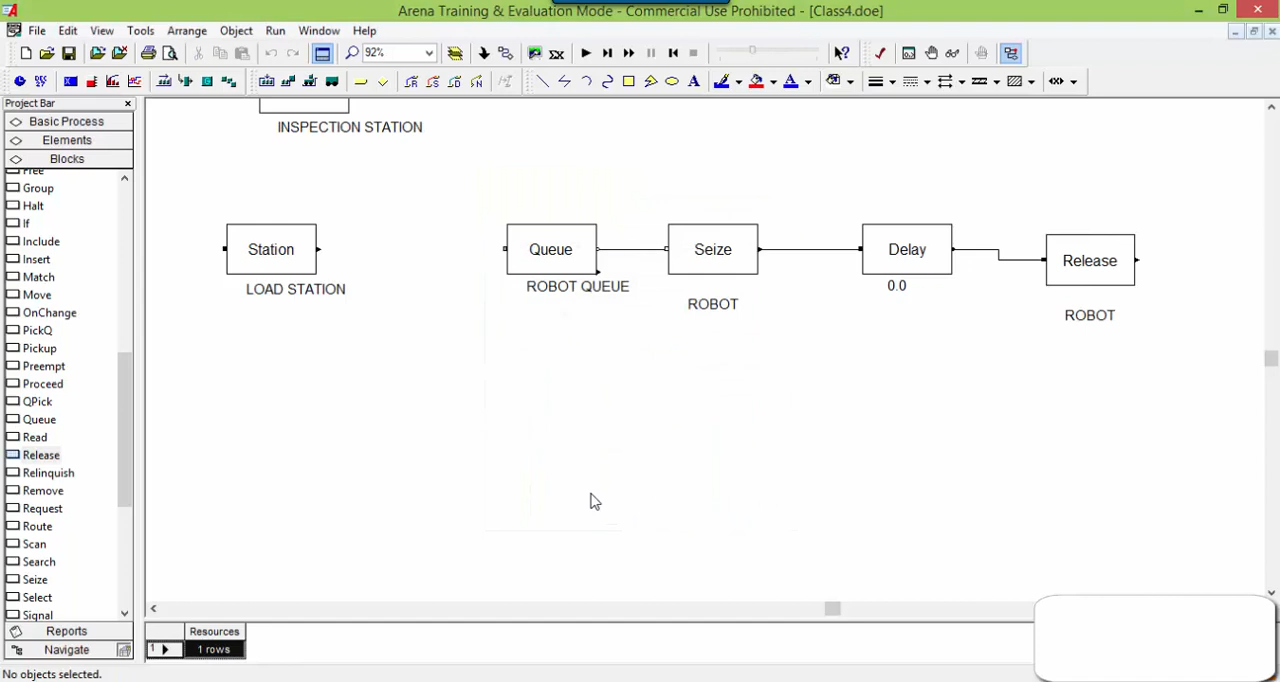 Arena Training & Evaluation Mode - Commercial Use Prohibited - [Class4.doe]
File Edit View Tools Arrange Object Run Window Help
92%
Project Bar
Basic Process
Elements
Blocks
Free
Group
Halt
If
Include
Insert
Match
Move
OnChange
PickQ
Pickup
Preempt
Proceed
QPick
Queue
Read
Release
Relinquish
Remove
Request
Route
Scan
Search
Seize
Select
Signal
Reports
Navigate
INSPECTION STATION
Station
LOAD STATION
Queue
ROBOT QUEUE
Seize
ROBOT
Delay
0.0
Release
ROBOT
Resources
1 1 rows
No objects selected.